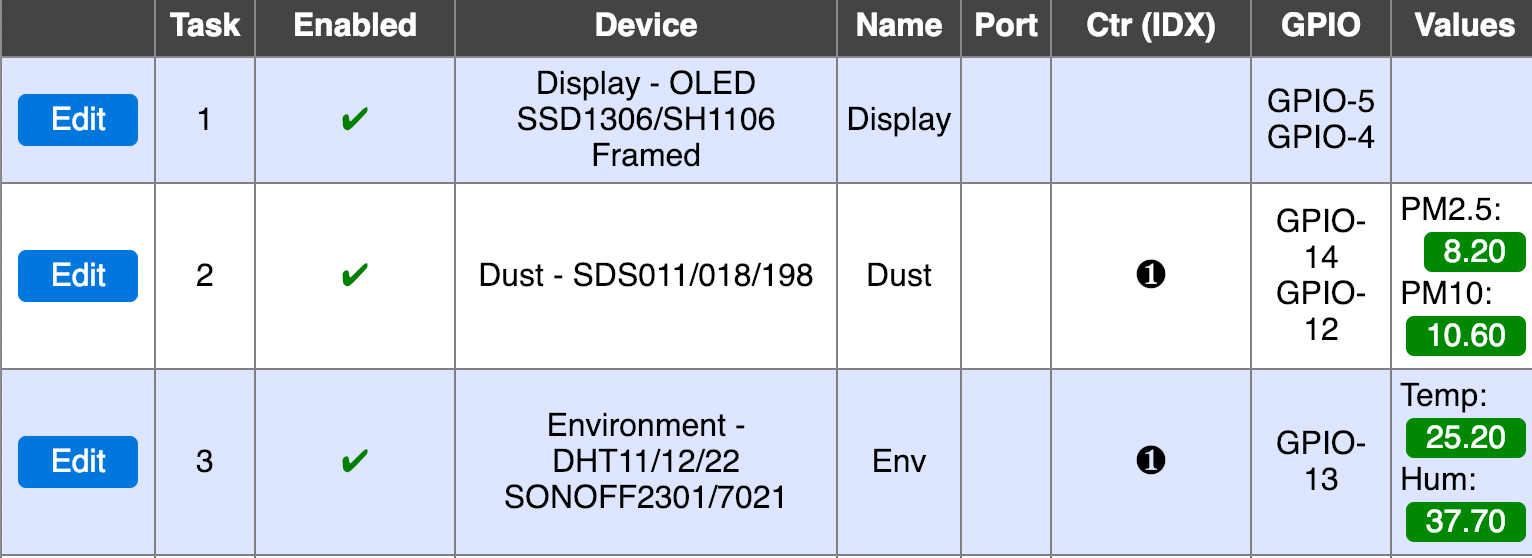 Task Enabled Device Name Port Ctr (IDX) GPIO Values
Edit 1 ✔ Display - OLED
SSD1306/SH1106
Framed Display GPIO-5
GPIO-4
Edit 2 ✔ Dust - SDS011/018/198 Dust ❶ GPIO-
14
GPIO-
12 PM2.5:
8.20
PM10:
10.60
Edit 3 ✔ Environment -
DHT11/12/22
SONOFF2301/7021 Env ❶ GPIO-
13 Temp:
25.20
Hum:
37.70